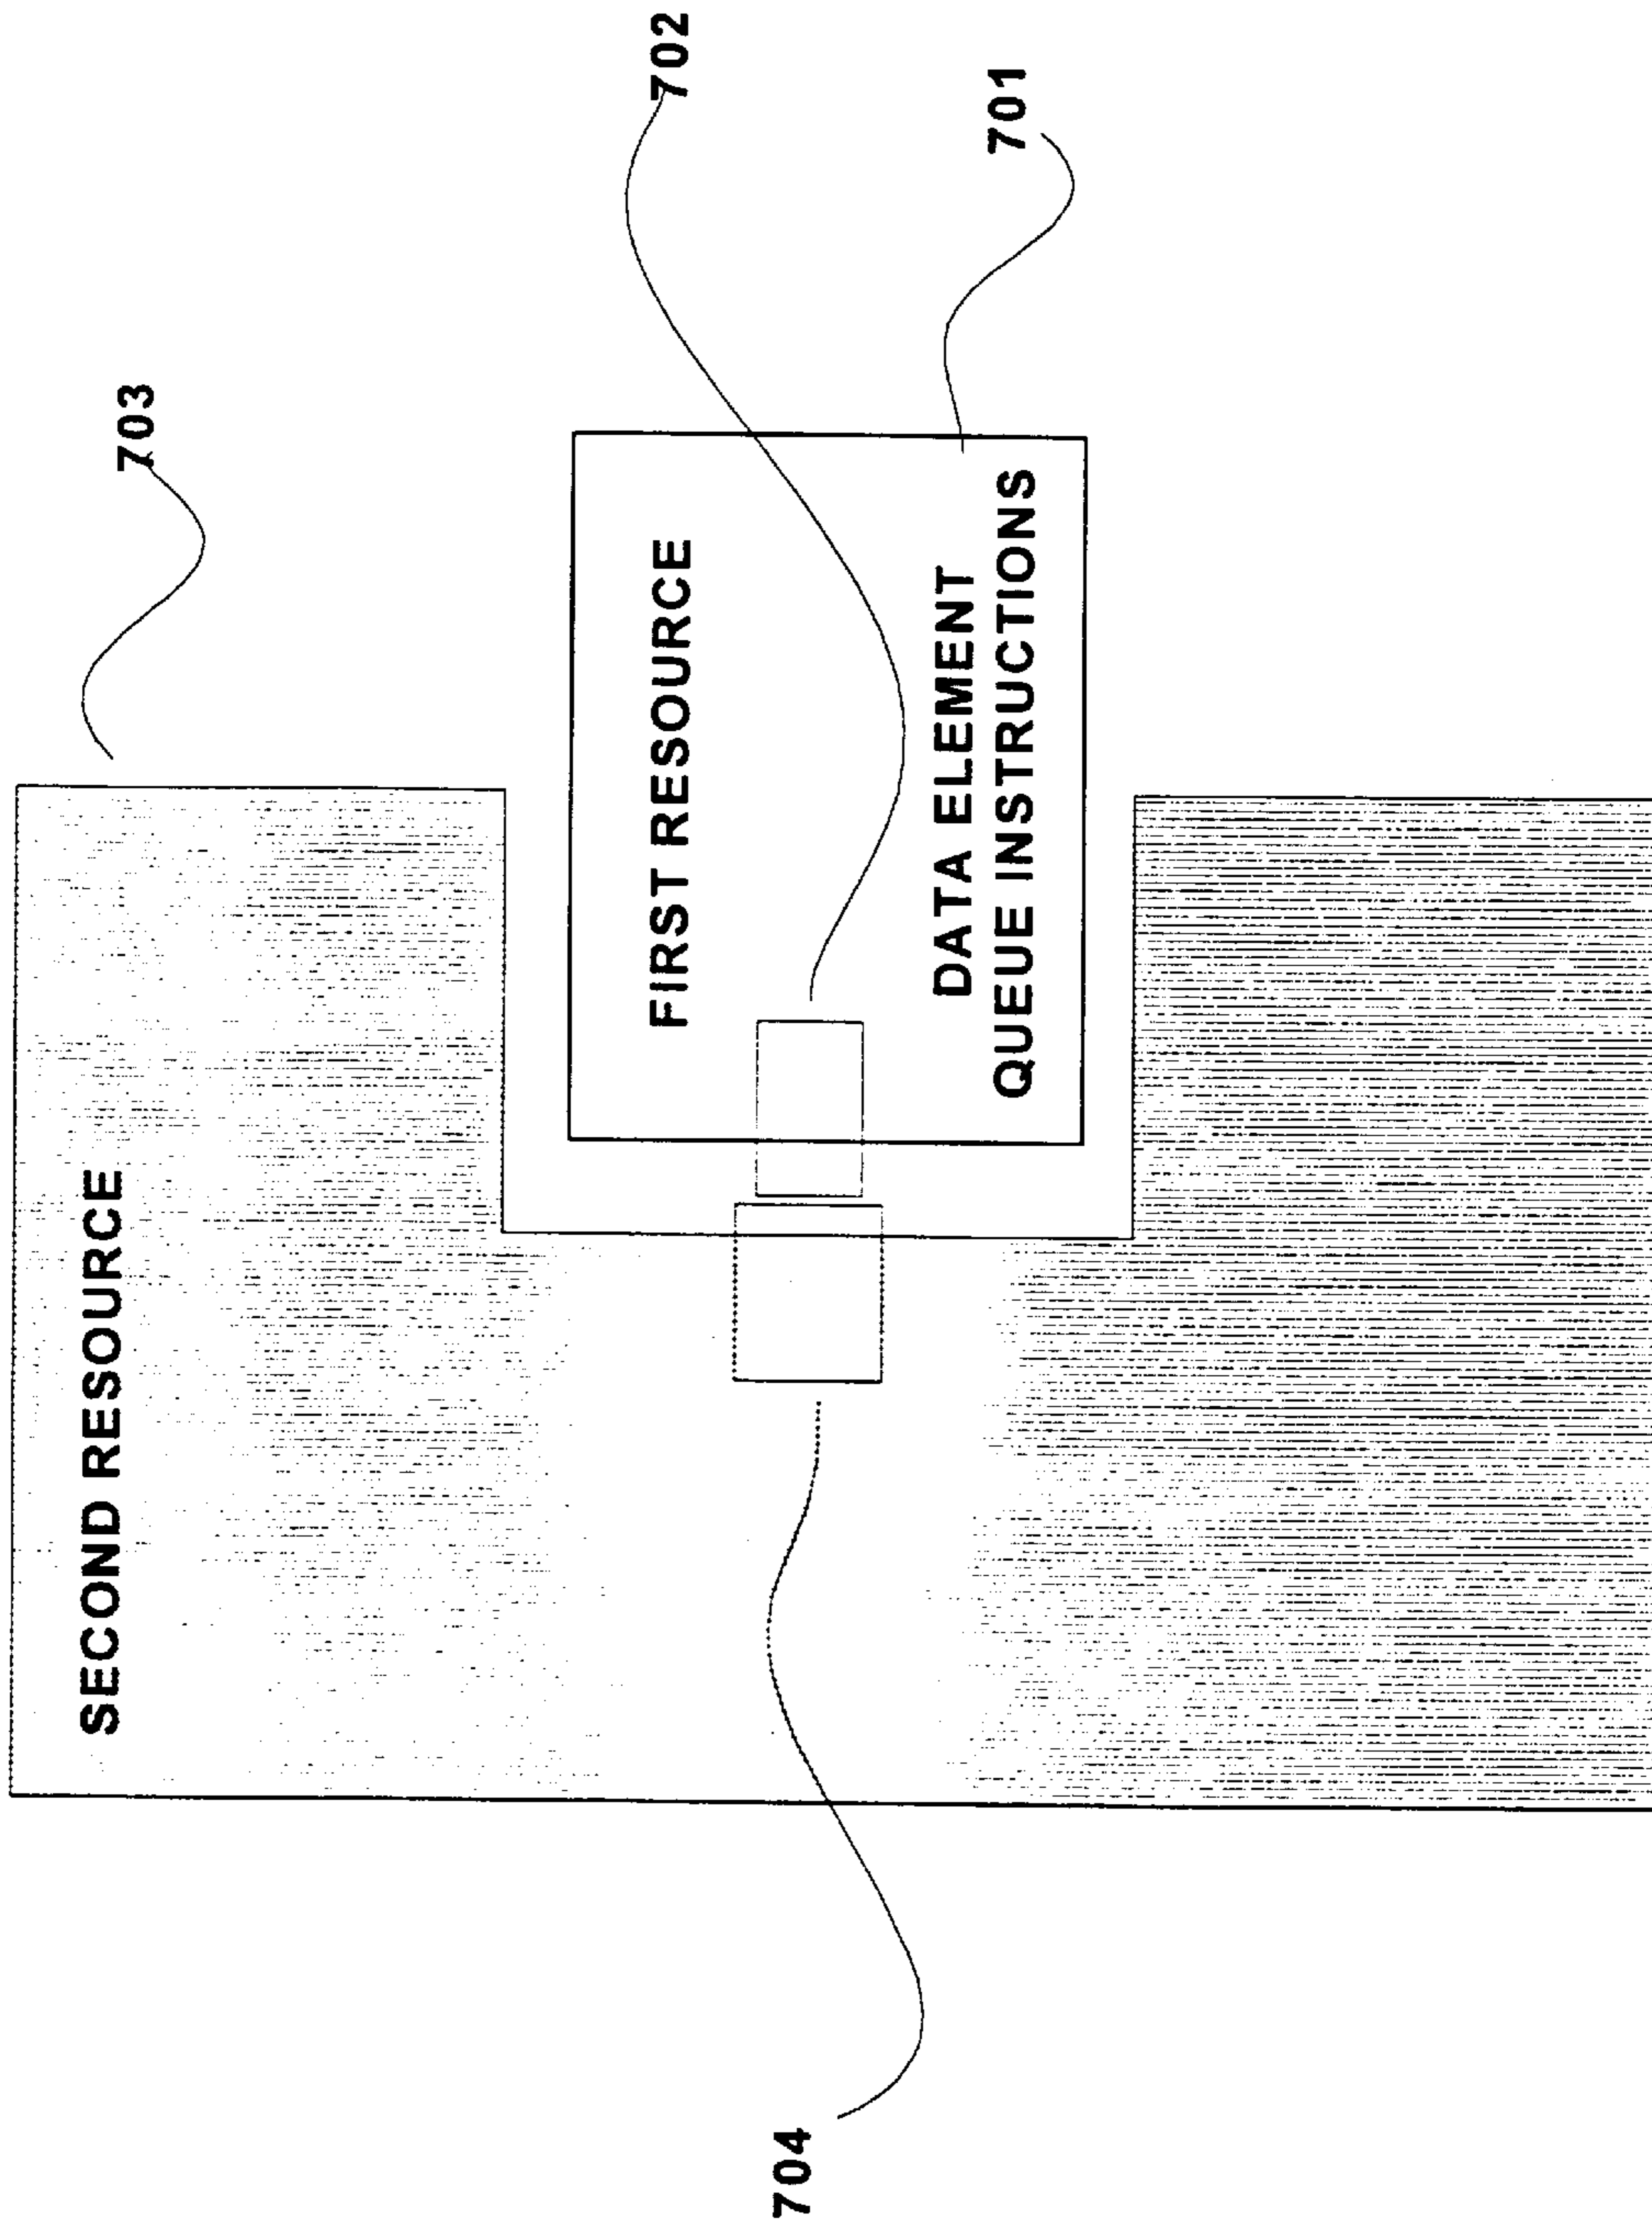 702
701
703
FIRST RESOURCE
DATA ELEMENT
QUEUE INSTRUCTIONS
SECOND RESOURCE
704